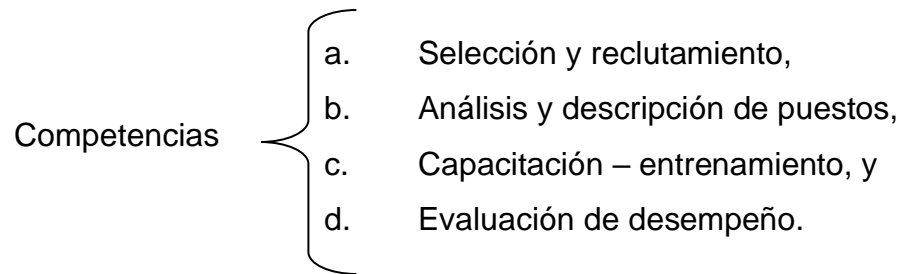 a. Selección y reclutamiento,
b. Análisis y descripción de puestos,
Competencias
c. Capacitación – entrenamiento, y
d. Evaluación de desempeño.